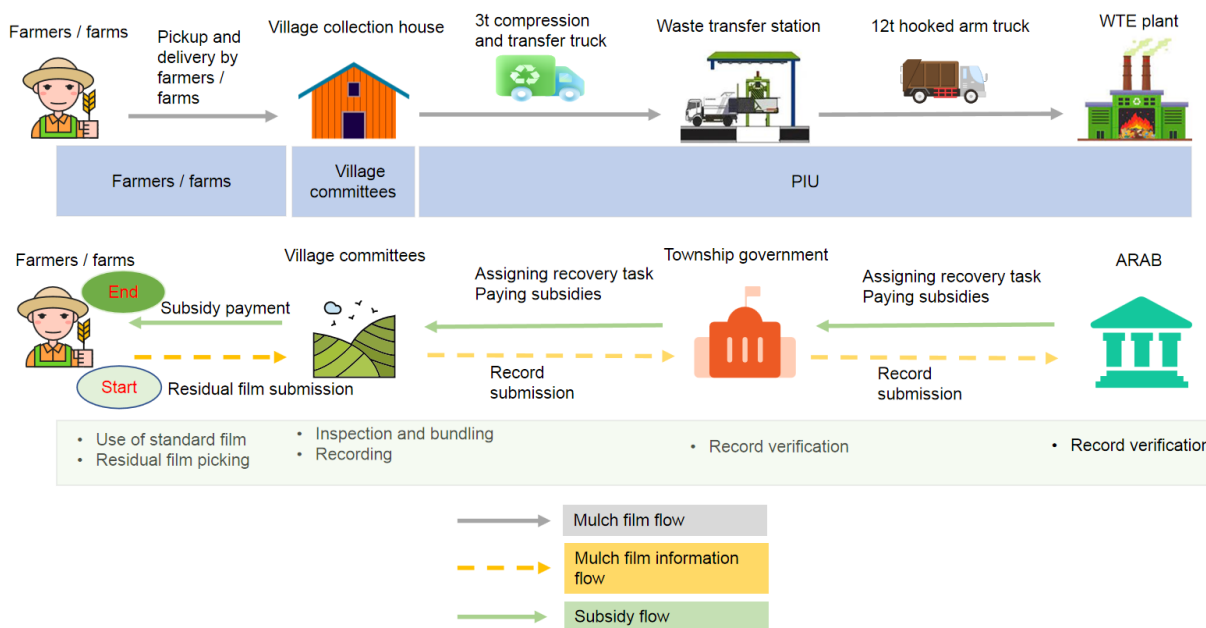 Farmers / farms
Pickup and
delivery by
farmers /
farms
Village collection house
3t compression
and transfer truck
Waste transfer station
12t hooked arm truck
WTE plant
Farmers / farms
Village
committees
PIU
Farmers / farms
End
Subsidy payment
Start
Residual film submission
Village committees
Assigning recovery task
Paying subsidies
Record
submission
Township government
Assigning recovery task
Paying subsidies
Record
submission
ARAB
• Use of standard film
• Residual film picking
• Inspection and bundling
• Recording
• Record verification
• Record verification
Mulch film flow
Mulch film information
flow
Subsidy flow